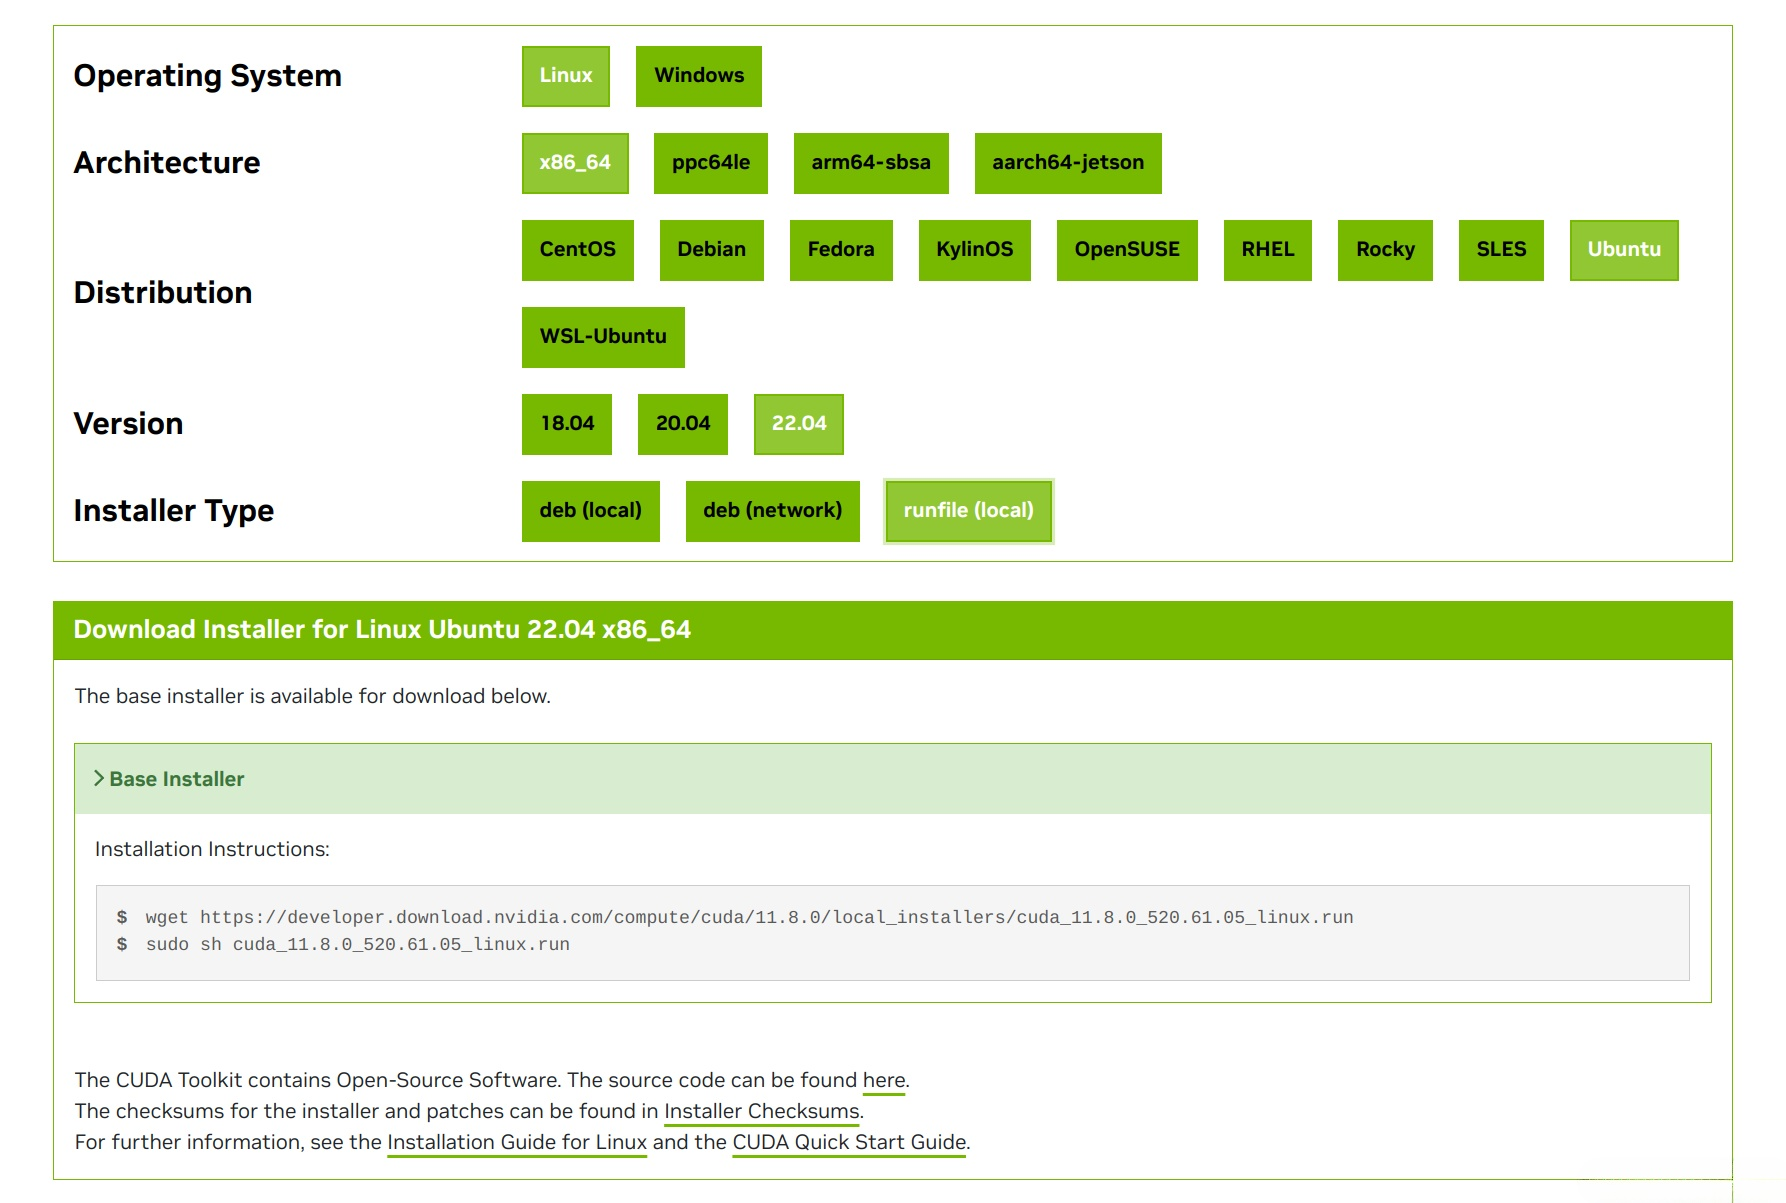 Operating System
Linux Windows
Architecture
x86_64 ppc64le arm64-sbsa aarch64-jetson
Distribution
CentOS Debian Fedora KylinOS OpenSUSE RHEL Rocky SLES Ubuntu
WSL-Ubuntu
Version
18.04 20.04 22.04
Installer Type
deb (local) deb (network) runfile (local)
Download Installer for Linux Ubuntu 22.04 x86_64
The base installer is available for download below.
Base Installer
Installation Instructions:
$ wget https://developer.download.nvidia.com/compute/cuda/11.8.0/local_installers/cuda_11.8.0_520.61.05_linux.run
$ sudo sh cuda_11.8.0_520.61.05_linux.run
The CUDA Toolkit contains Open-Source Software. The source code can be found here.
The checksums for the installer and patches can be found in Installer Checksums.
For further information, see the Installation Guide for Linux and the CUDA Quick Start Guide.